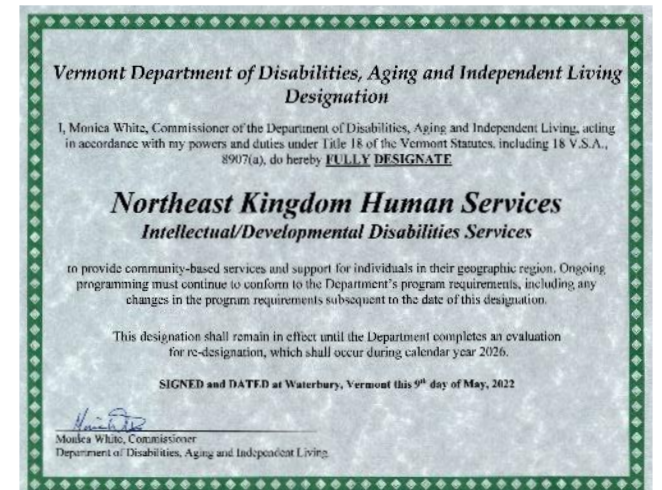 Vermont Department of Disabilities, Aging and Independent Living
Designation
I, Monica White, Commissioner of the Department of Disabilities, Aging and Independent Living, acting
in accordance with my powers and duties under Title 18 of the Vermont Statutes, including 18 V.S.A.,
8907(a), do hereby FULLY DESIGNATE
Northeast Kingdom Human Services
Intellectual/Developmental Disabilities Services
to provide community-based services and support for individuals in their geographic region. Ongoing
programming must continue to conform to the Department's program requirements, including any
changes in the program requirements subsequent to the date of this designation.
This designation shall remain in effect until the Department completes an evaluation
for re-designation, which shall occur during calendar year 2026.
SIGNED and DATED at Waterbury, Vermont this 9th day of May, 2022
Monica White, Commissioner
Department of Disabilities, Aging and Independent Living